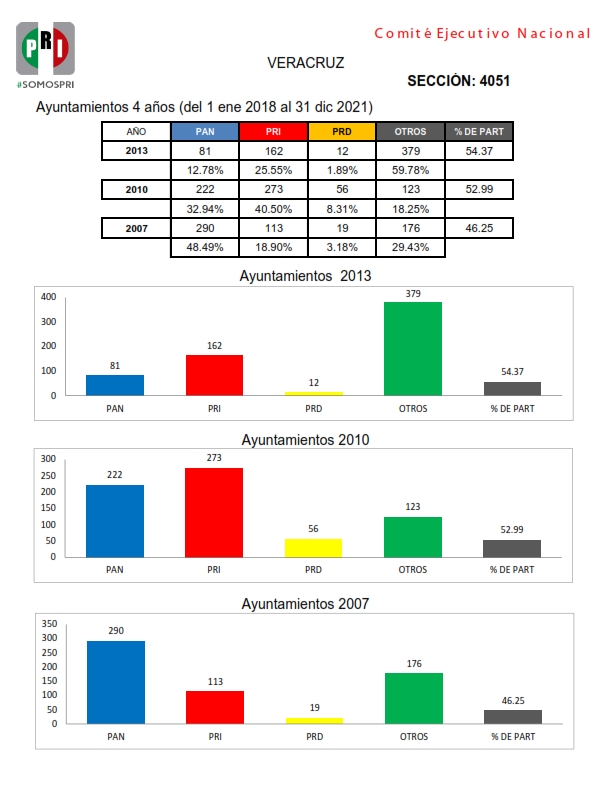 Comité Ejecutivo Nacional
PRI
#SOMOSPRI
VERACRUZ
SECCIÓN: 4051
Ayuntamientos 4 años (del 1 ene 2018 al 31 dic 2021)
AÑO PAN PRI PRD OTROS % DE PART
2013 81 162 12 379 54.37
12.78% 25.55% 1.89% 59.78%
2010 222 273 56 123 52.99
32.94% 40.50% 8.31% 18.25%
2007 290 113 19 176 46.25
48.49% 18.90% 3.18% 29.43%
Ayuntamientos 2013
400
300
200
100
0
81 162 12 379 54.37
PAN PRI PRD OTROS % DE PART
Ayuntamientos 2010
300
250
200
150
100
50
0
222 273 56 123 52.99
PAN PRI PRD OTROS % DE PART
Ayuntamientos 2007
350
300
250
200
150
100
50
0
290 113 19 176 46.25
PAN PRI PRD OTROS % DE PART